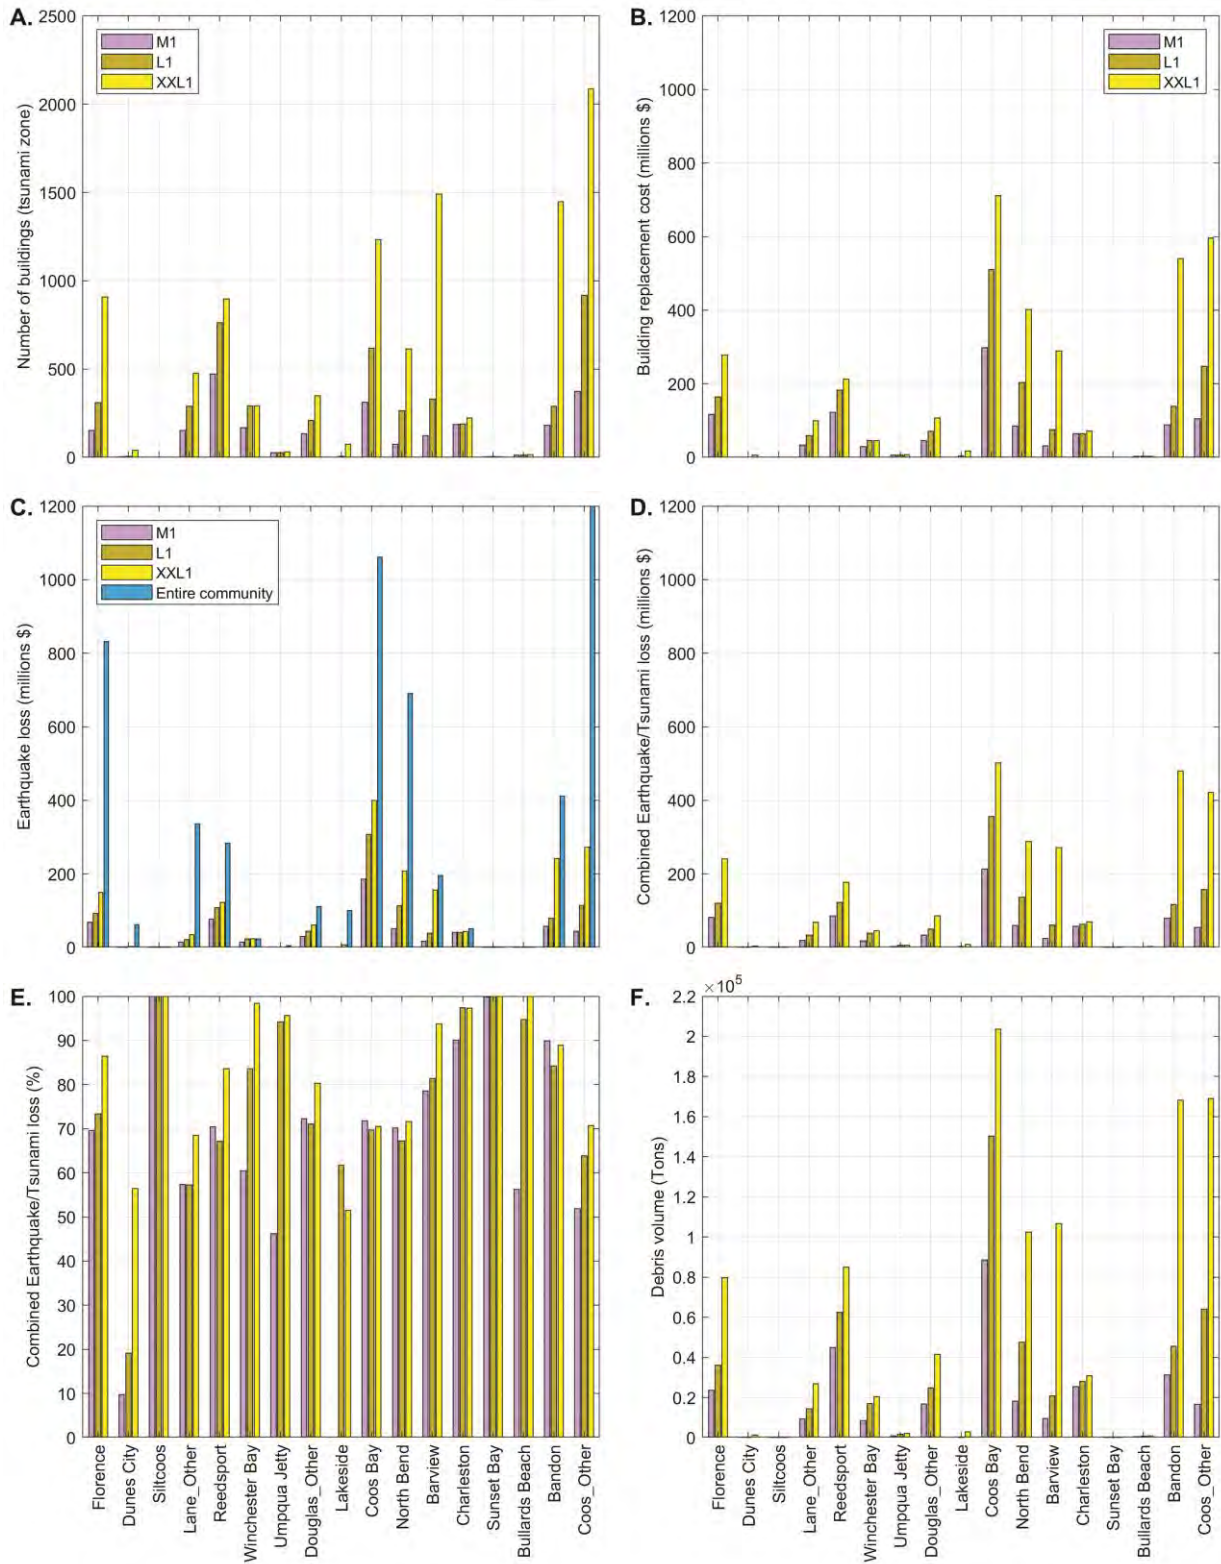 A.
Number of buildings (tsunami zone)
2500
2000
1500
1000
500
0
M1
L1
XXL1
B.
Building replacement cost (millions $)
1200
1000
800
600
400
200
0
M1
L1
XXL1
C.
Earthquake loss (millions $)
1200
1000
800
600
400
200
0
M1
L1
XXL1
Entire community
D.
Combined Earthquake/Tsunami loss (millions $)
1200
1000
800
600
400
200
0
E.
Combined Earthquake/Tsunami loss (%)
100
90
80
70
60
50
40
30
20
10
0
Florence
Dunes City
Siltcoos
Lane_Other
Reedsport
Winchester Bay
Umpqua Jetty
Douglas_Other
Lakeside
Coos Bay
North Bend
Barview
Charleston
Sunset Bay
Bullards Beach
Bandon
Coos_Other
F.
Debris volume (Tons)
×10^5
2.2
2
1.8
1.6
1.4
1.2
1
0.8
0.6
0.4
0.2
0
Florence
Dunes City
Siltcoos
Lane_Other
Reedsport
Winchester Bay
Umpqua Jetty
Douglas_Other
Lakeside
Coos Bay
North Bend
Barview
Charleston
Sunset Bay
Bullards Beach
Bandon
Coos_Other